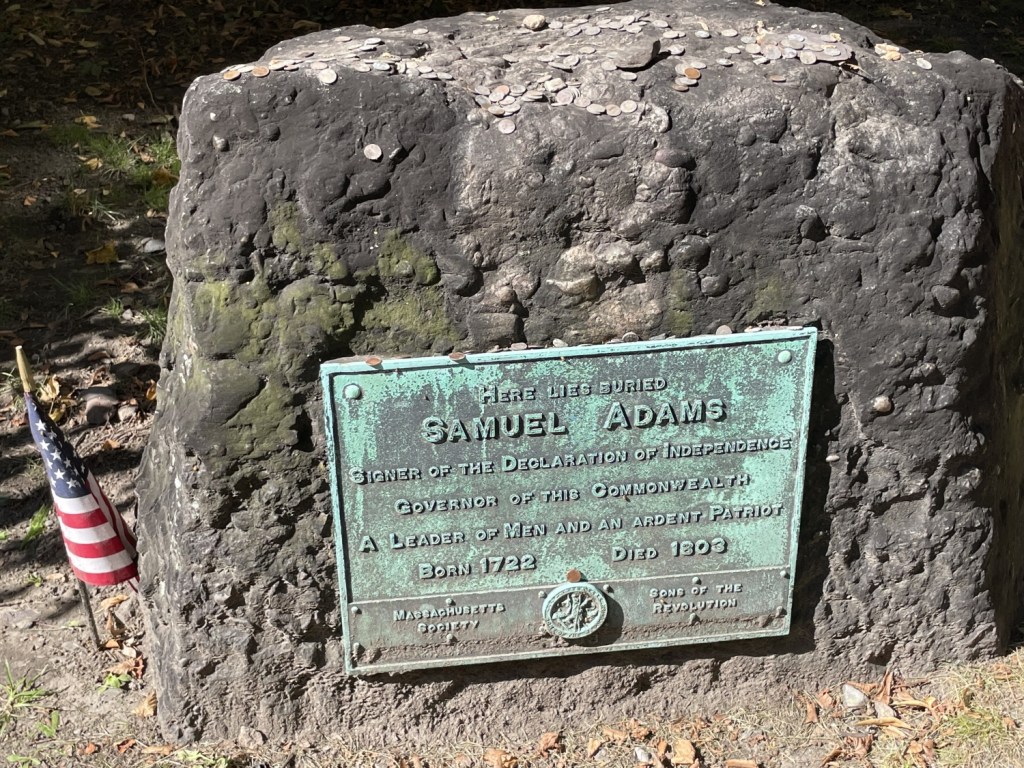 Here lies buried
Samuel Adams
Signer of the Declaration of Independence
Governor of this Commonwealth
A Leader of Men and an ardent Patriot
Born 1722 Died 1803
Massachusetts Society
Sons of the Revolution